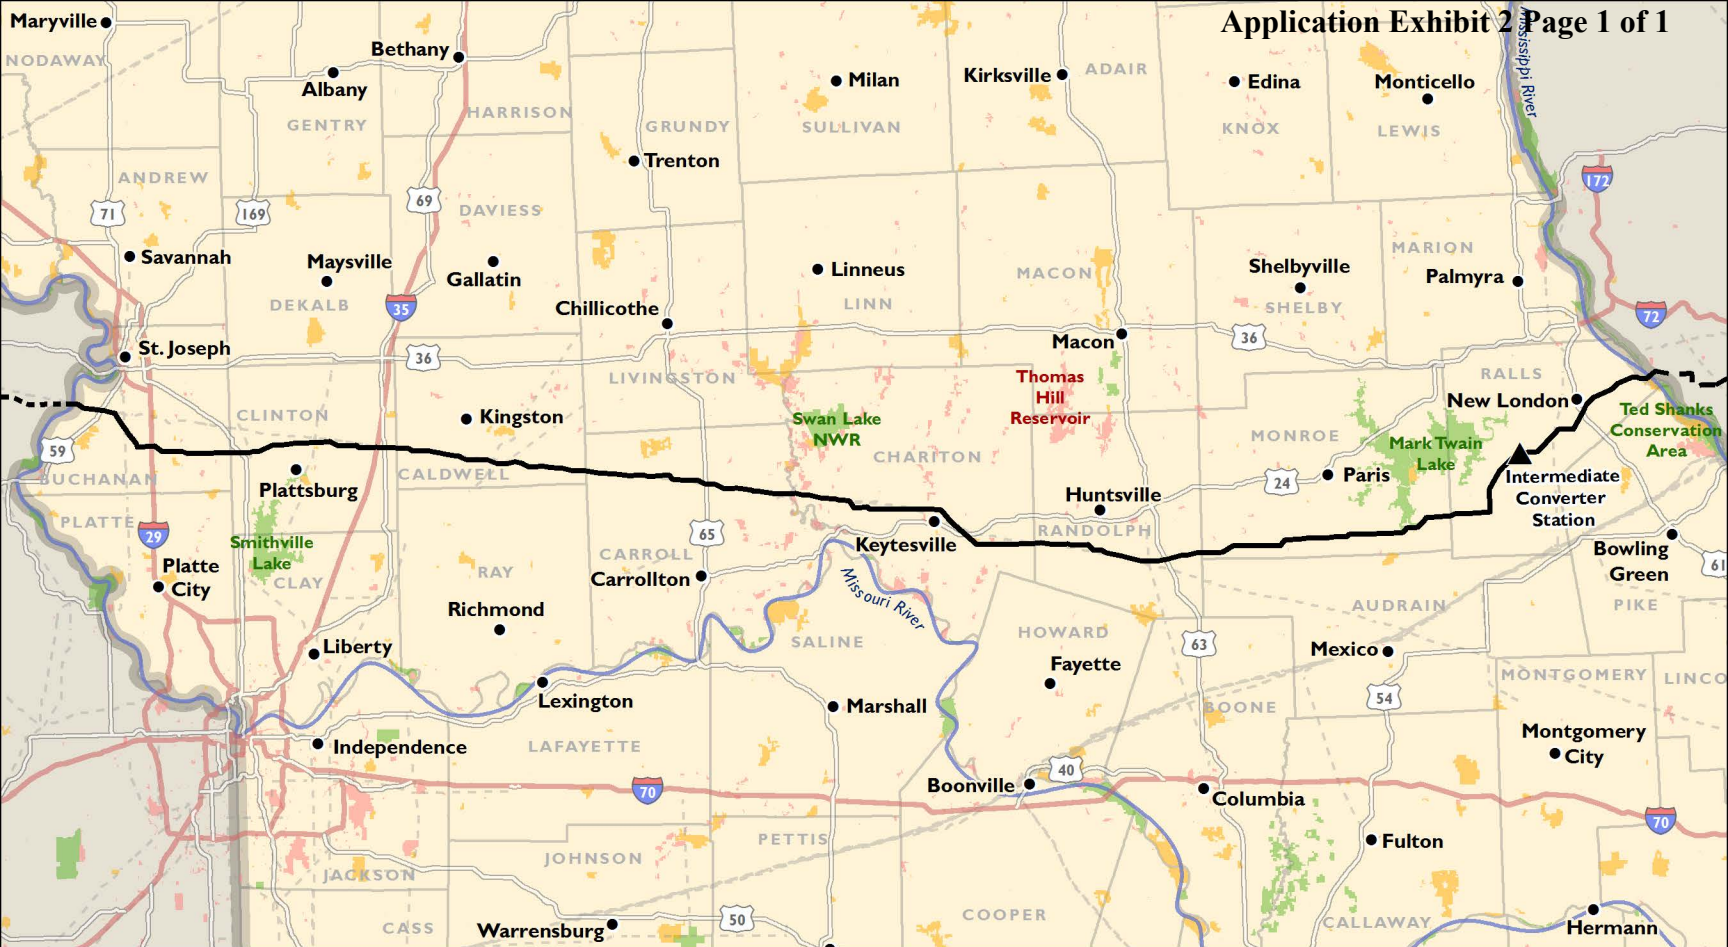 Application Exhibit 2 Page 1 of 1
Mississippi River
Maryville
NODAWAY
Bethany
Albany
GENTRY
HARRISON
GRUNDY
Trenton
Milan
SULLIVAN
Kirksville
ADAIR
Edina
KNOX
Monticello
LEWIS
172
ANDREW
71
169
69
DAVIESS
Savannah
Maysville
DEKALB
Gallatin
35
Chillicothe
Linneus
LINN
MACON
Shelbyville
SHELBY
MARION
Palmyra
72
St. Joseph
36
LIVINGSTON
Macon
36
Thomas
Hill
Reservoir
RALLS
New London
CLINTON
Kingston
Swan Lake
NWR
CHARITON
MONROE
Mark Twain
Lake
Ted Shanks
Conservation
Area
59
BUCHANAN
Plattsburg
CALDWELL
Huntsville
24
Paris
Intermediate
Converter
Station
PLATTE
29
Smithville
Lake
65
Keytesville
RANDOLPH
Bowling
Green
61
Platte
City
CLAY
RAY
CARROLL
Carrollton
Missouri River
AUDRAIN
PIKE
Richmond
SALINE
HOWARD
63
Liberty
Fayette
Mexico
MONTGOMERY
LINCO
Lexington
Marshall
BOONE
54
Independence
LAFAYETTE
Montgomery
City
70
Boonville
40
Columbia
70
PETTIS
Fulton
JOHNSON
JACKSON
CASS
Warrensburg
50
COOPER
CALLAWAY
Hermann